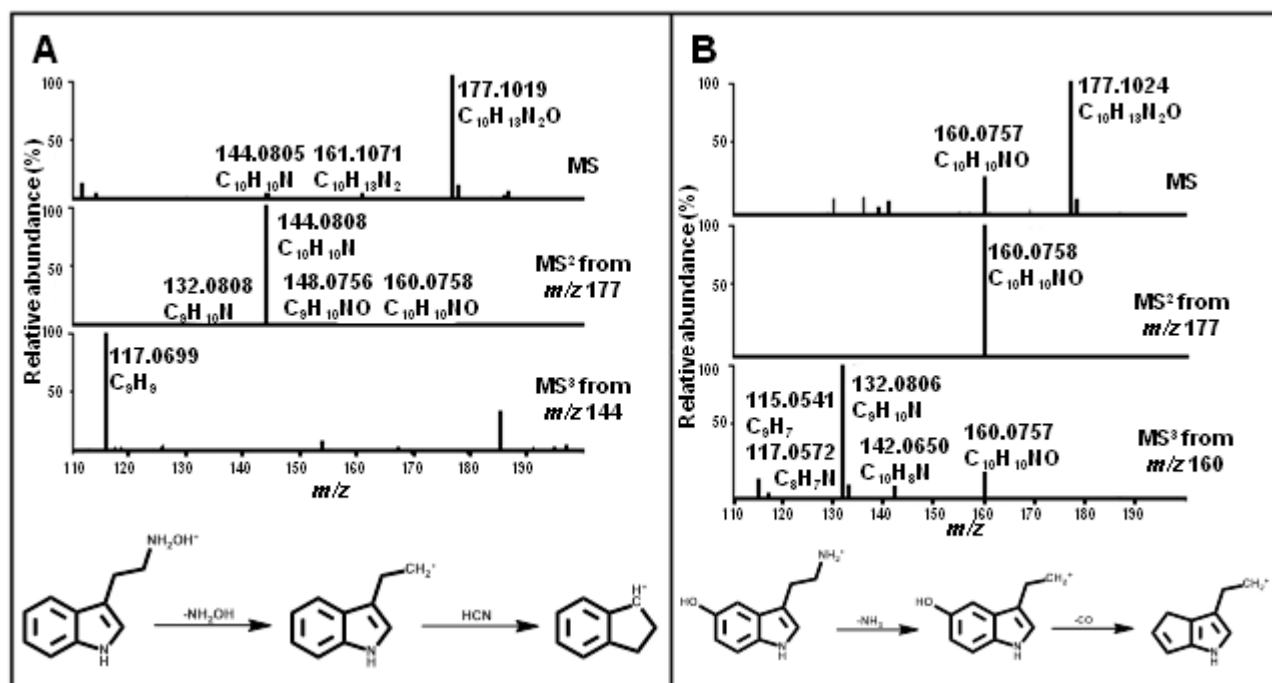 A
Relative abundance (%)
100
50
177.1019
C₁₀H₁₃N₂O
144.0805
C₁₀H₁₀N
161.1071
C₁₀H₁₃N₂
MS
100
50
144.0808
C₁₀H₁₀N
132.0808
C₉H₁₀N
148.0756
C₉H₁₀NO
160.0758
C₁₀H₁₀NO
MS² from
m/z 177
100
50
117.0699
C₉H₉
MS³ from
m/z 144
110 120 130 140 150 160 170 180 190
m/z
NH₂OH⁺
N
H
-NH₂OH
CH₂⁺
N
H
HCN
H⁺
C
B
Relative abundance (%)
100
50
177.1024
C₁₀H₁₃N₂O
160.0757
C₁₀H₁₀NO
MS
100
50
160.0758
C₁₀H₁₀NO
MS² from
m/z 177
100
50
115.0541
C₉H₇
117.0572
C₈H₇N
132.0806
C₉H₁₀N
142.0650
C₁₀H₈N
160.0757
C₁₀H₁₀NO
MS³ from
m/z 160
110 120 130 140 150 160 170 180 190
m/z
HO
NH₂⁺
N
H
-NH₃
HO
CH₂⁺
N
H
-CO
CH₂⁺
N
H